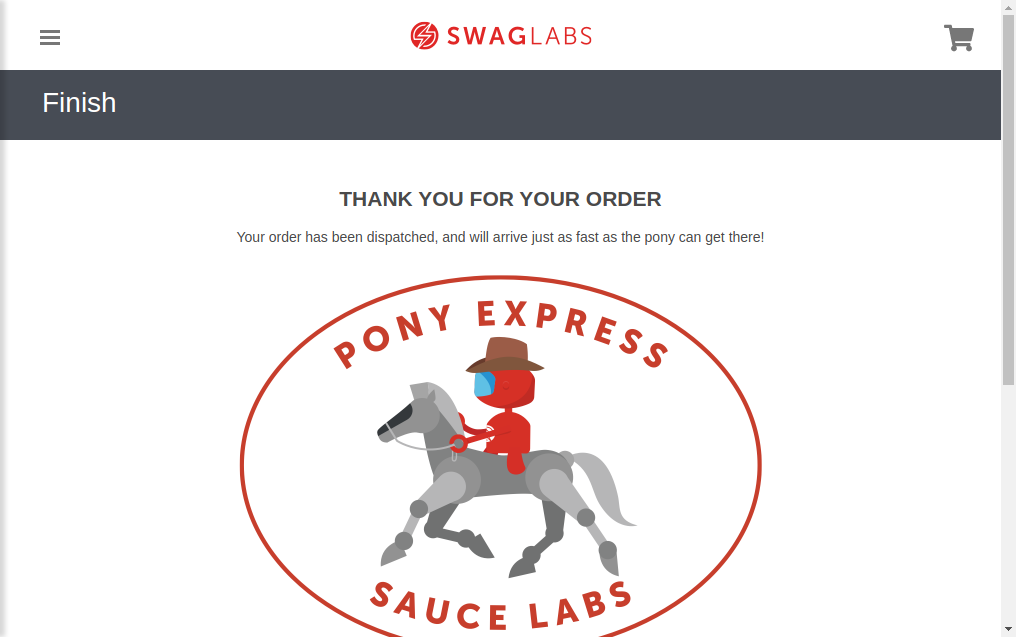 SWAGLABS
Finish
THANK YOU FOR YOUR ORDER
Your order has been dispatched, and will arrive just as fast as the pony can get there!
PONY EXPRESS
SAUCE LABS